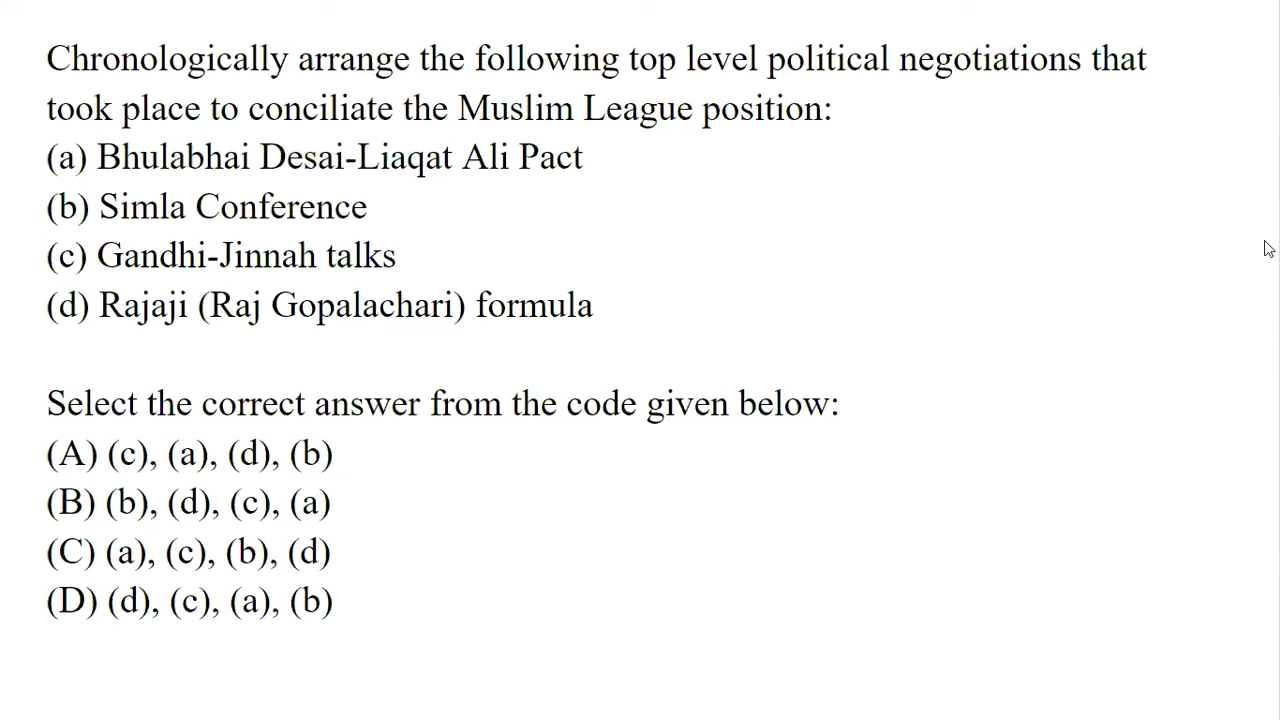 Chronologically arrange the following top level political negotiations that
took place to conciliate the Muslim League position:
(a) Bhulabhai Desai-Liaqat Ali Pact
(b) Simla Conference
(c) Gandhi-Jinnah talks
(d) Rajaji (Raj Gopalachari) formula
Select the correct answer from the code given below:
(A) (c), (a), (d), (b)
(B) (b), (d), (c), (a)
(C) (a), (c), (b), (d)
(D) (d), (c), (a), (b)